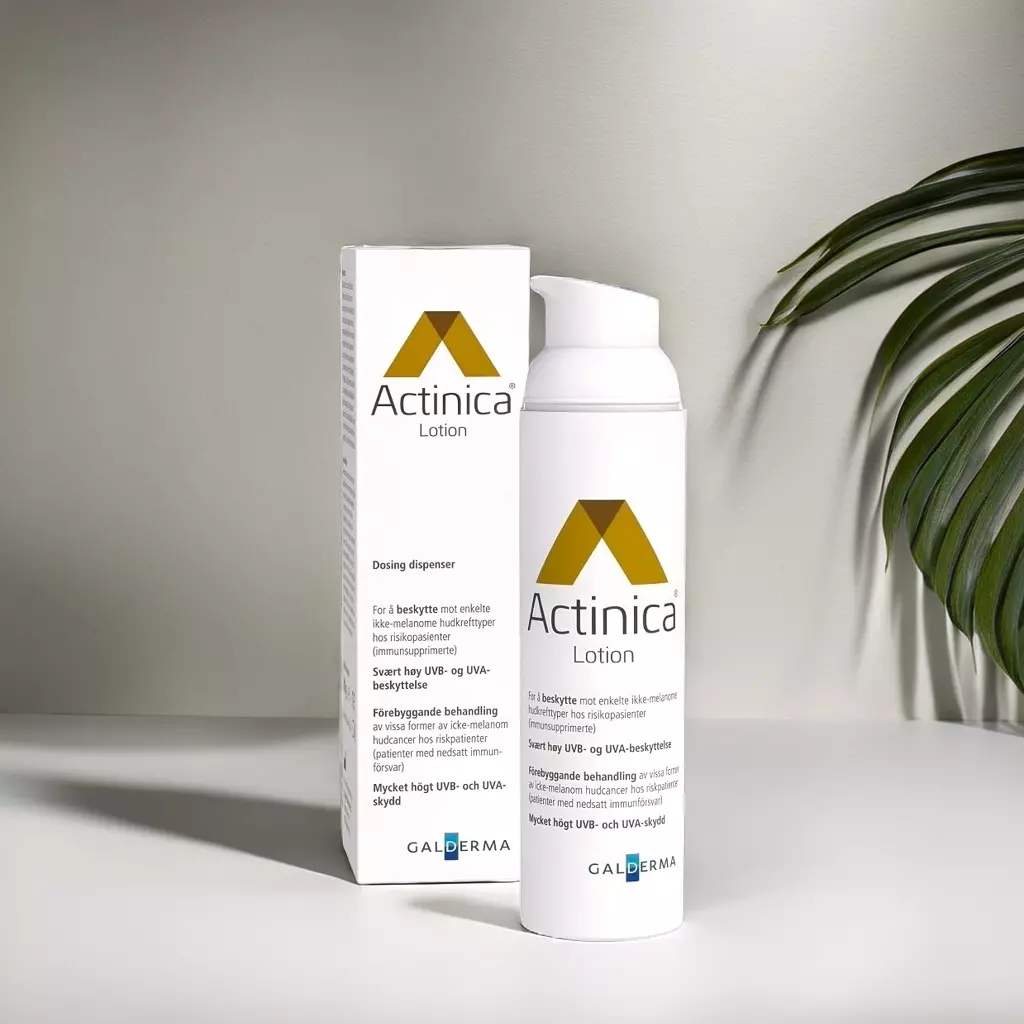 Actinica®
Lotion
Dosing dispenser
For å beskytte mot enkelte
ikke-melanome hudkrefttyper
hos risikopasienter
(immunsupprimerte)
Svært høy UVB- og UVA-
beskyttelse
Förebyggande behandling
av vissa former av icke-melanom
hudcancer hos riskpatienter
(patienter med nedsatt immun-
försvar)
Mycket högt UVB- och UVA-
skydd
GALDERMA
Actinica®
Lotion
For å beskytte mot enkelte ikke-melanome
hudkrefttyper hos risikopasienter
(immunsupprimerte)
Svært høy UVB- og UVA-beskyttelse
Förebyggande behandling av vissa former
av icke-melanom hudcancer hos riskpatienter
(patienter med nedsatt immunförsvar)
Mycket högt UVB- och UVA-skydd
GALDERMA